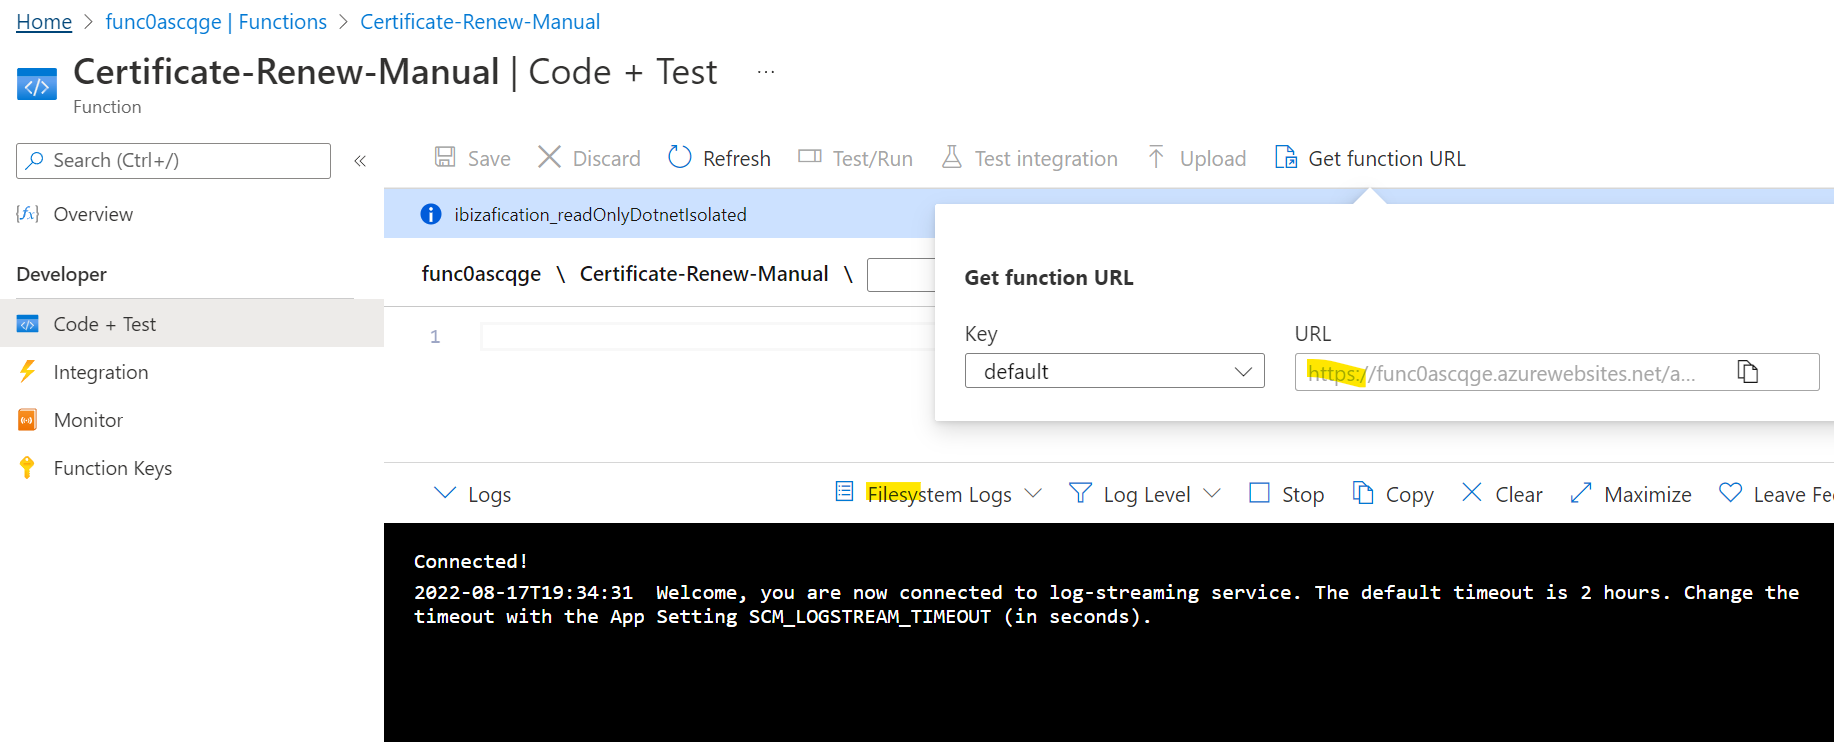 Home > func0ascqge | Functions > Certificate-Renew-Manual
Certificate-Renew-Manual | Code + Test ...
Function
Search (Ctrl+/) «
Save Discard Refresh Test/Run Test integration Upload Get function URL
Overview
ibizafication_readOnlyDotnetIsolated
Developer
func0ascqge \ Certificate-Renew-Manual \
Get function URL
Code + Test
1
Key URL
default https://func0ascqge.azurewebsites.net/a...
Integration
Monitor
Function Keys
Logs Filesystem Logs Log Level Stop Copy Clear Maximize Leave Fe
Connected!
2022-08-17T19:34:31 Welcome, you are now connected to log-streaming service. The default timeout is 2 hours. Change the
timeout with the App Setting SCM_LOGSTREAM_TIMEOUT (in seconds).